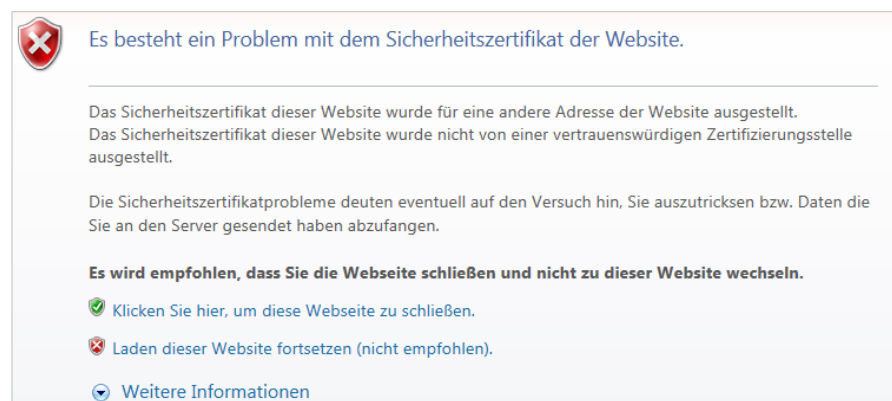 Es besteht ein Problem mit dem Sicherheitszertifikat der Website.
Das Sicherheitszertifikat dieser Website wurde für eine andere Adresse der Website ausgestellt.
Das Sicherheitszertifikat dieser Website wurde nicht von einer vertrauenswürdigen Zertifizierungsstelle
ausgestellt.
Die Sicherheitszertifikatprobleme deuten eventuell auf den Versuch hin, Sie auszutricksen bzw. Daten die
Sie an den Server gesendet haben abzufangen.
Es wird empfohlen, dass Sie die Webseite schließen und nicht zu dieser Website wechseln.
Klicken Sie hier, um diese Webseite zu schließen.
Laden dieser Website fortsetzen (nicht empfohlen).
Weitere Informationen